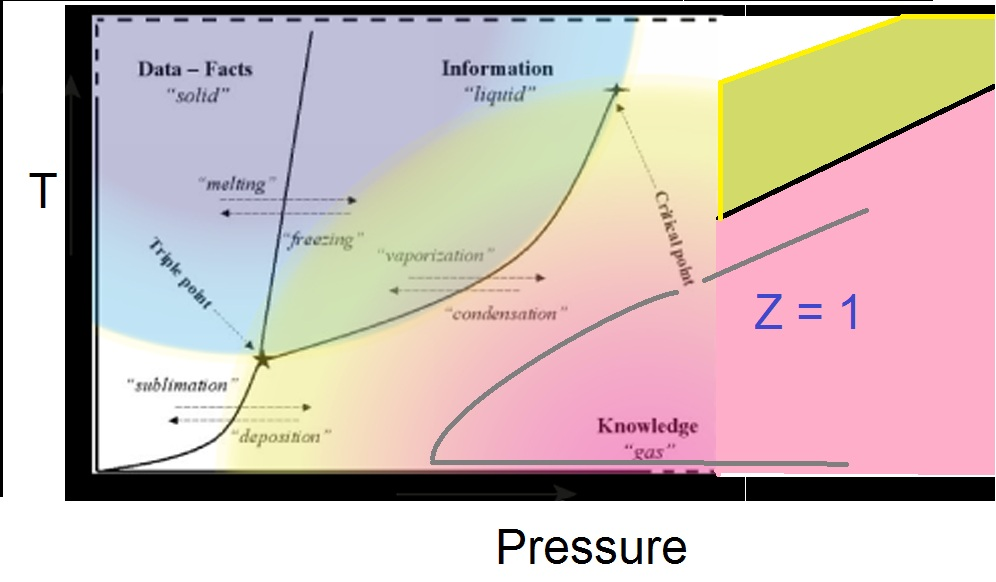 Data – Facts
“solid”
Information
“liquid”
T
“melting”
“freezing”
Triple point
“vaporization”
Critical point
“condensation”
Z = 1
“sublimation”
“deposition”
Knowledge
“gas”
Pressure